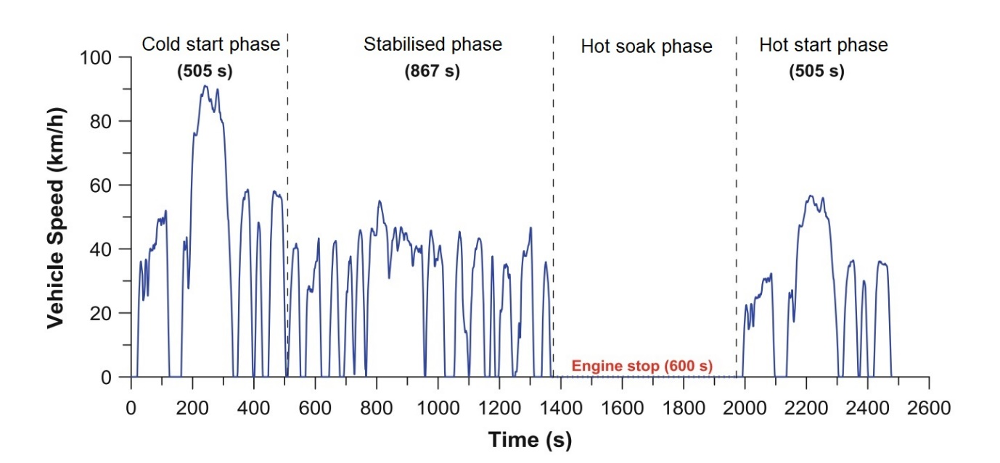 Cold start phase
(505 s)
Stabilised phase
(867 s)
Hot soak phase
Hot start phase
(505 s)
Vehicle Speed (km/h)
100
80
60
40
20
0
Engine stop (600 s)
0 200 400 600 800 1000 1200 1400 1600 1800 2000 2200 2400 2600
Time (s)